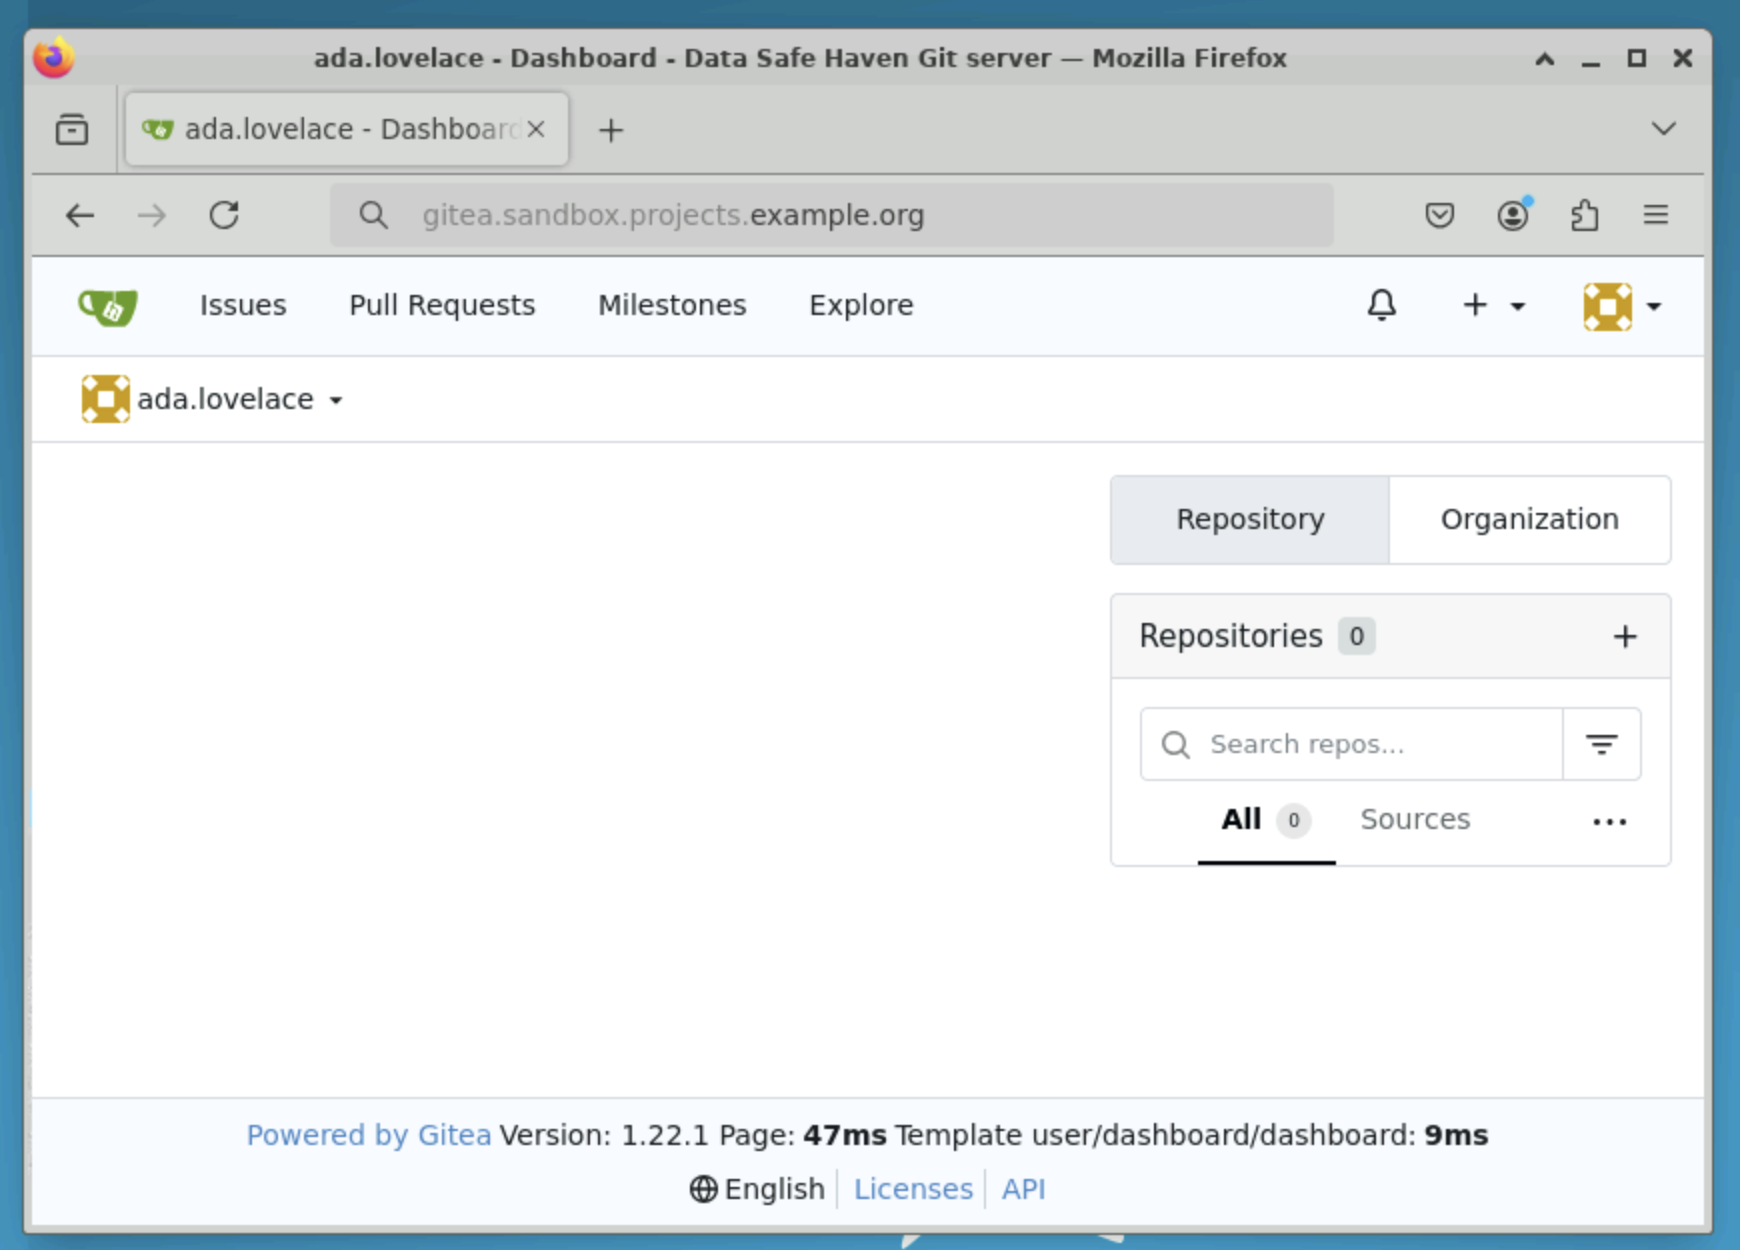 ada.lovelace - Dashboard - Data Safe Haven Git server — Mozilla Firefox
ada.lovelace - Dashboard
gitea.sandbox.projects.example.org
Issues Pull Requests Milestones Explore
ada.lovelace
Repository Organization
Repositories 0
Search repos...
All 0 Sources
Powered by Gitea Version: 1.22.1 Page: 47ms Template user/dashboard/dashboard: 9ms
English Licenses API